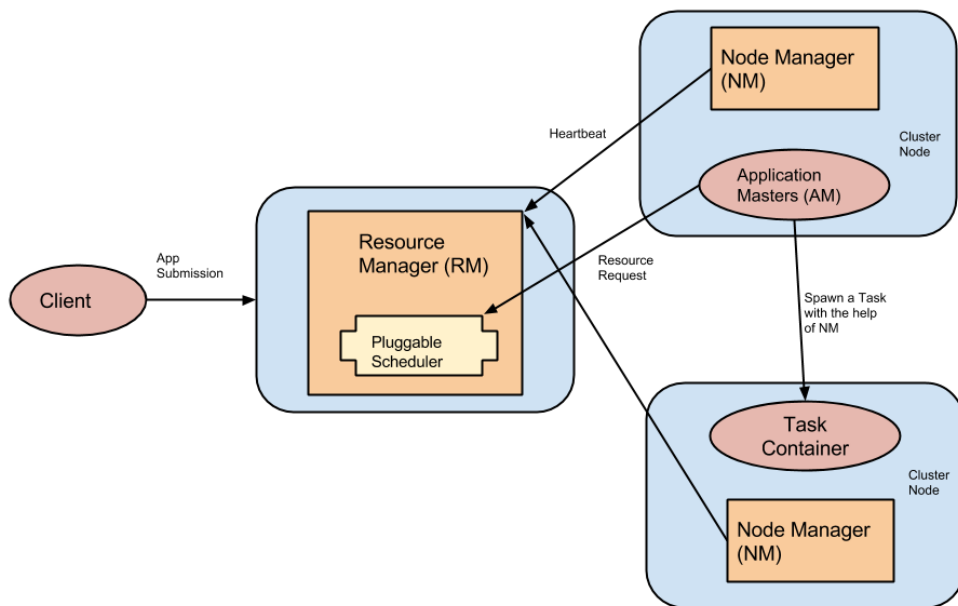 Node Manager
(NM)
Heartbeat
Cluster
Node
Application
Masters (AM)
Resource
Manager (RM)
App
Submission
Resource
Request
Client
Spawn a Task
with the help
of NM
Pluggable
Scheduler
Task
Container
Cluster
Node
Node Manager
(NM)